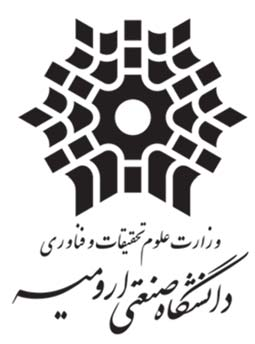 وزارت علوم تحقیقات و فناوری
دانشگاه صنعتی ارومیه